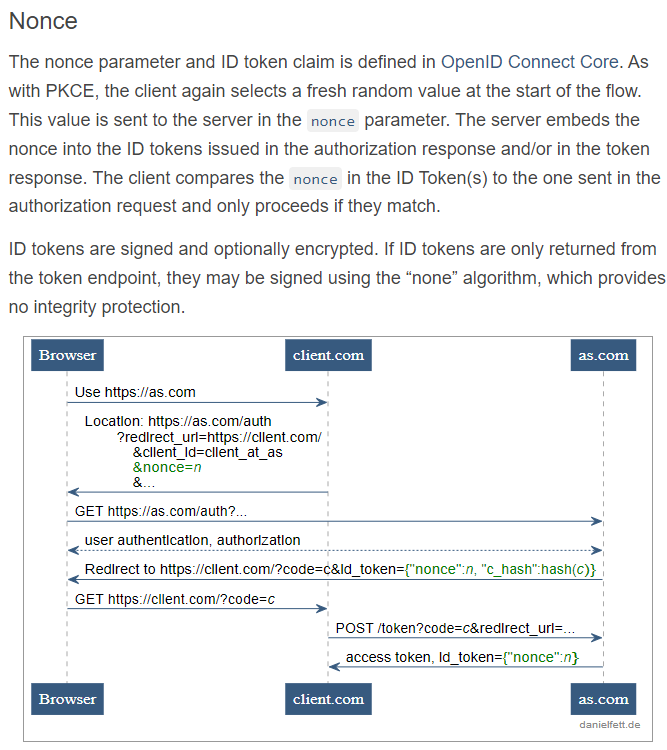 Nonce
The nonce parameter and ID token claim is defined in OpenID Connect Core. As
with PKCE, the client again selects a fresh random value at the start of the flow.
This value is sent to the server in the nonce parameter. The server embeds the
nonce into the ID tokens issued in the authorization response and/or in the token
response. The client compares the nonce in the ID Token(s) to the one sent in the
authorization request and only proceeds if they match.
ID tokens are signed and optionally encrypted. If ID tokens are only returned from
the token endpoint, they may be signed using the “none” algorithm, which provides
no integrity protection.
Browser client.com as.com
Use https://as.com
Location: https://as.com/auth
?redirect_url=https://client.com/
&client_id=client_at_as
&nonce=n
&...
GET https://as.com/auth?...
user authentication, authorization
Redirect to https://client.com/?code=c&id_token={"nonce":n, "c_hash":hash(c)}
GET https://client.com/?code=c
POST /token?code=c&redirect_url=...
access token, id_token={"nonce":n}
Browser client.com as.com
danielfett.de